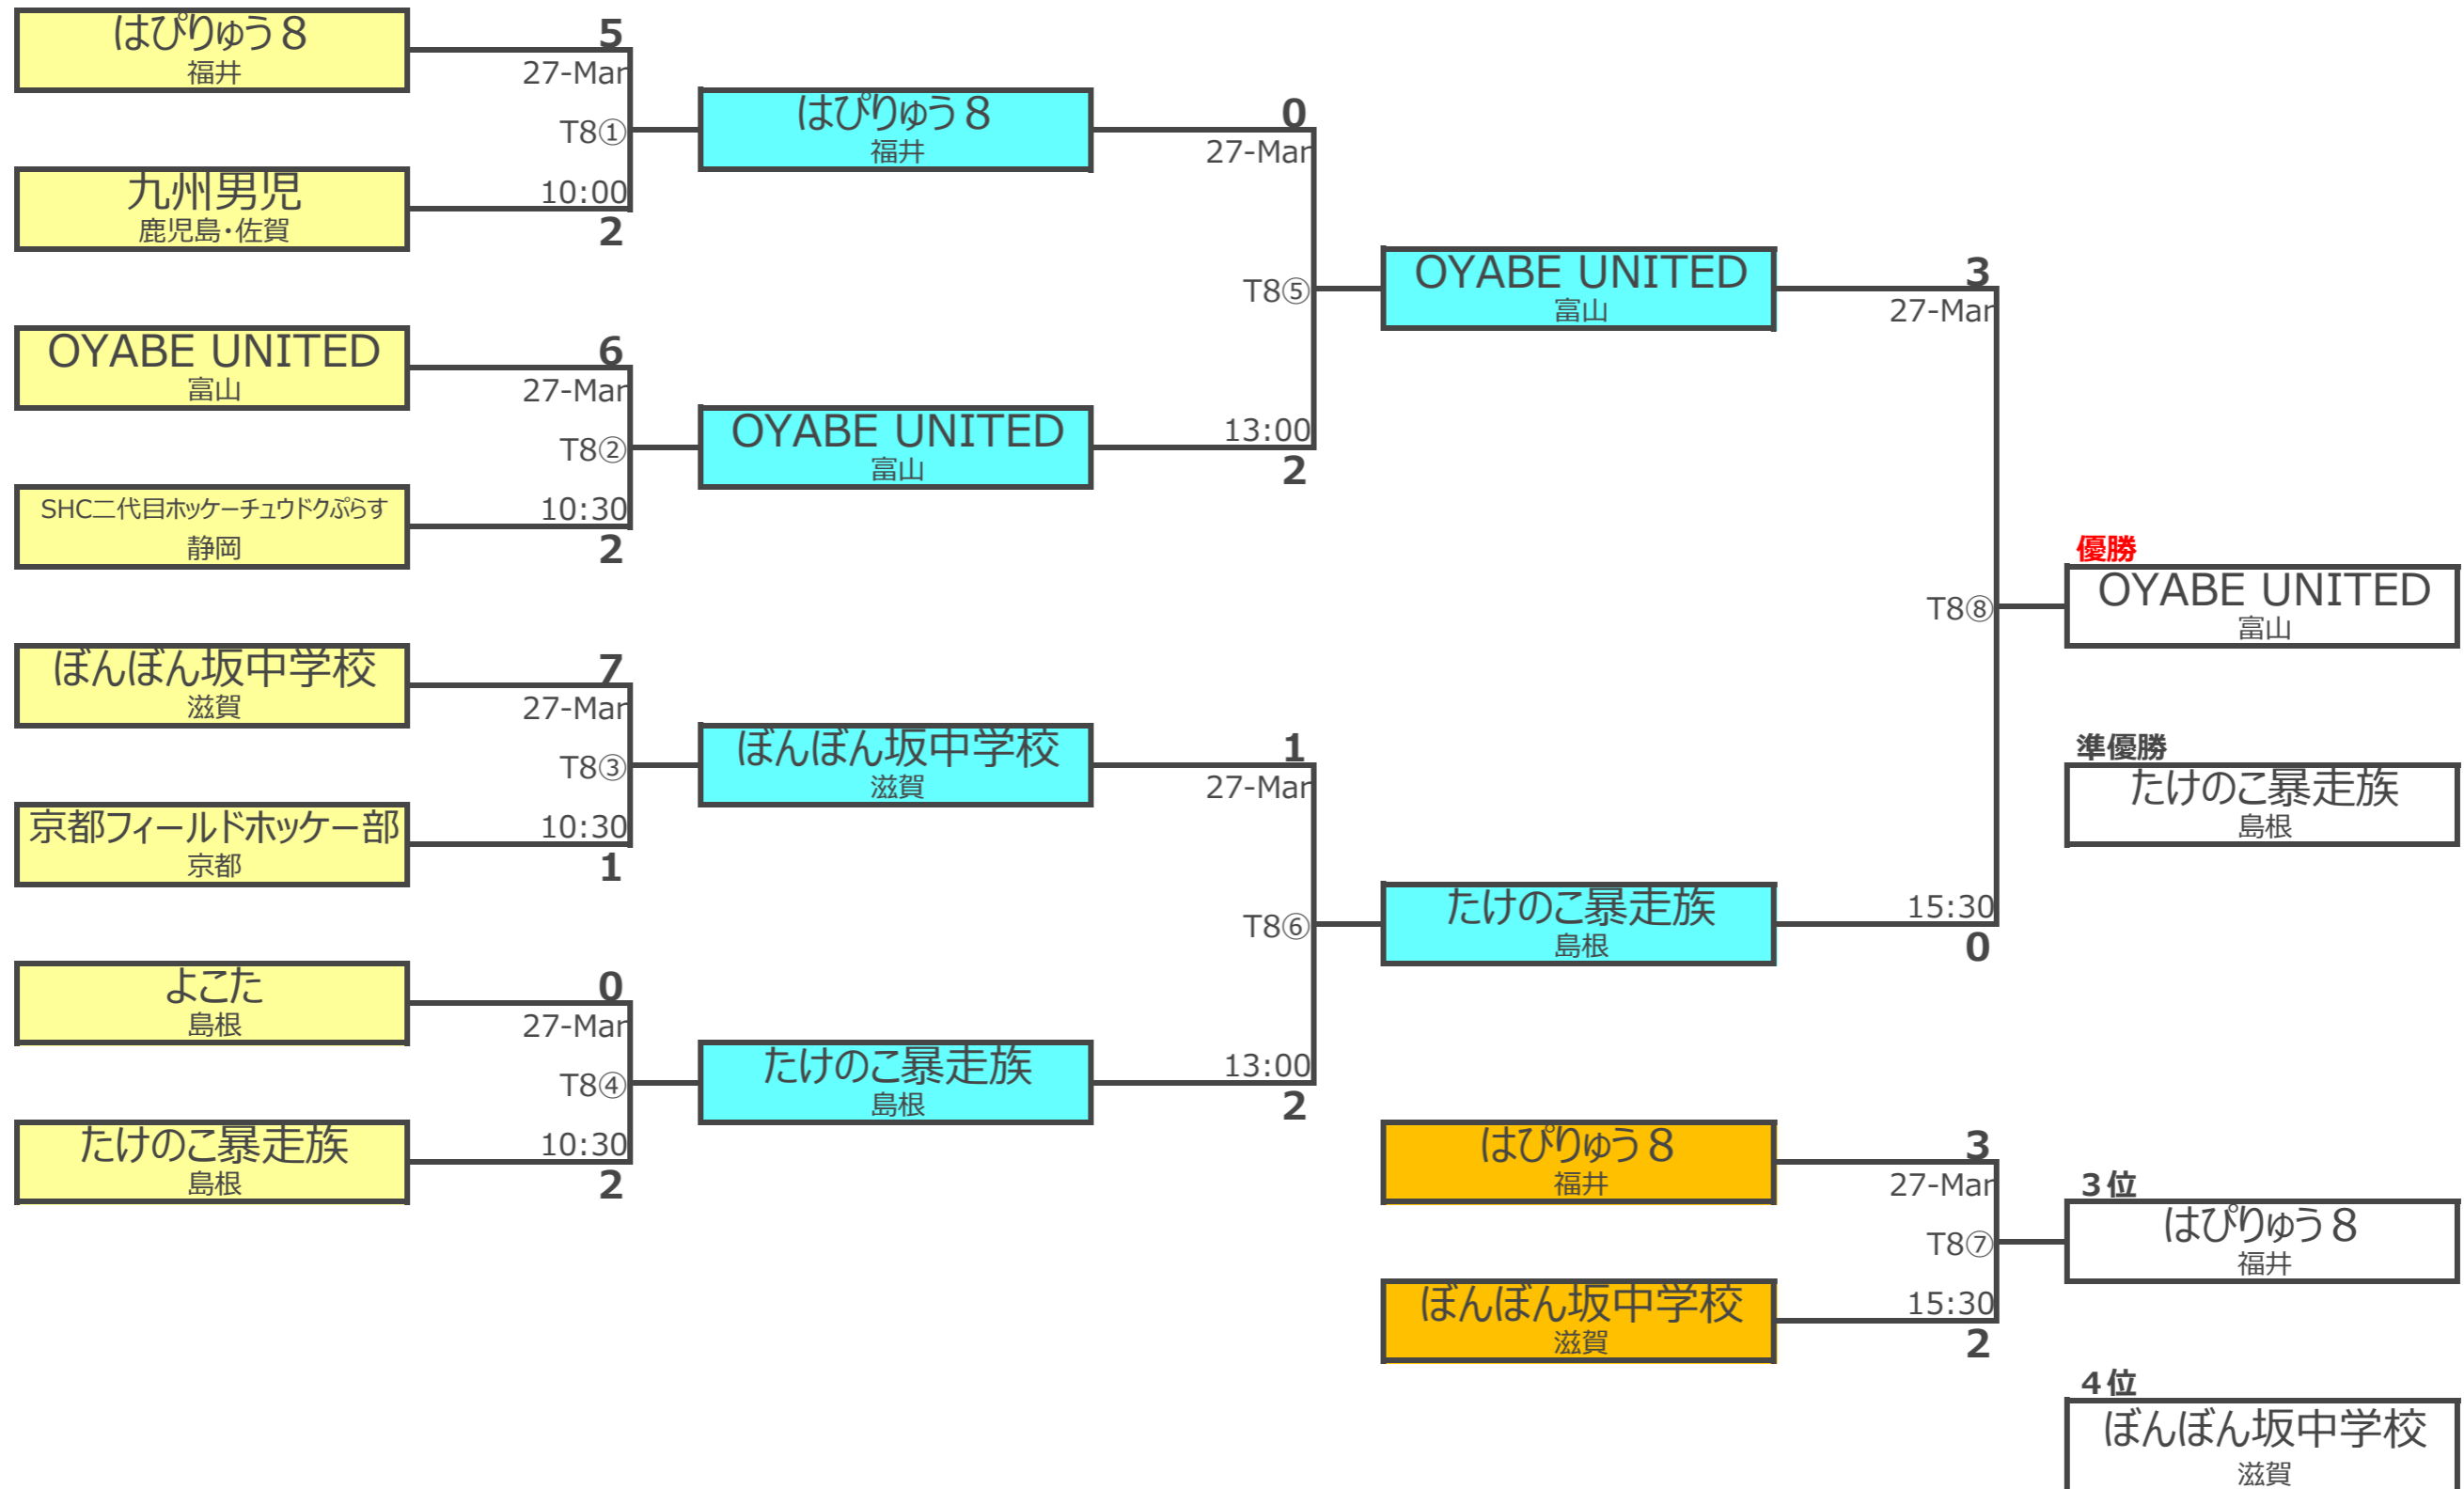 はぴりゅう８
福井
5
27-Mar
T8①
10:00
九州男児
鹿児島・佐賀
2
OYABE UNITED
富山
6
27-Mar
T8②
10:30
SHC二代目ホッケーチュウドクぷらす
静岡
2
ぼんぼん坂中学校
滋賀
7
27-Mar
T8③
10:30
京都フィールドホッケー部
京都
1
よこた
島根
0
27-Mar
T8④
10:30
たけのこ暴走族
島根
2
はぴりゅう８
福井
0
27-Mar
T8⑤
13:00
OYABE UNITED
富山
2
ぼんぼん坂中学校
滋賀
1
27-Mar
T8⑥
13:00
たけのこ暴走族
島根
2
OYABE UNITED
富山
3
27-Mar
T8⑧
15:30
たけのこ暴走族
島根
0
はぴりゅう８
福井
3
27-Mar
T8⑦
15:30
ぼんぼん坂中学校
滋賀
2
優勝
OYABE UNITED
富山
準優勝
たけのこ暴走族
島根
３位
はぴりゅう８
福井
４位
ぼんぼん坂中学校
滋賀